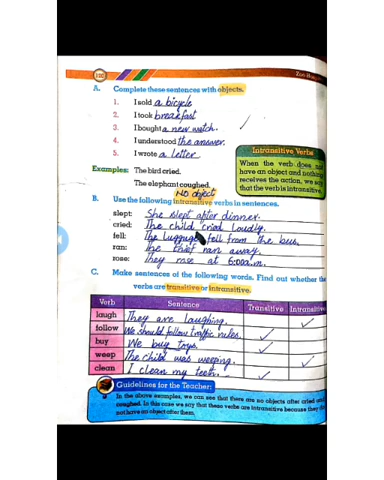 100
Zoo
A. Complete these sentences with objects.
1. I sold a bicycle
2. I took breakfast
3. I bought a new watch.
4. I understood the answer.
5. I wrote a letter
Intransitive Verbs
When the verb does not
have an object and nothing
receives the action, we say
that the verb is intransitive.
Examples: The bird cried.
The elephant coughed.
NO object
B. Use the following intransitive verbs in sentences.
slept: She slept after dinner.
cried: The child cried loudly.
fell: The luggage fell from the bus.
ran: The thief ran away.
rose: They rose at 6:00a.m.
C. Make sentences of the following words. Find out whether the
verbs are transitive or intransitive.
Verb Sentence Transitive Intransitive
laugh They are laughing. ✓
follow We should follow traffic rules. ✓
buy We buy toys. ✓
weep The child was weeping. ✓
clean I clean my teeth. ✓
Guidelines for the Teacher:
In the above examples, we can see that there are no objects after cried and
coughed. In this case we say that these verbs are intransitive because they do
not have an object after them.